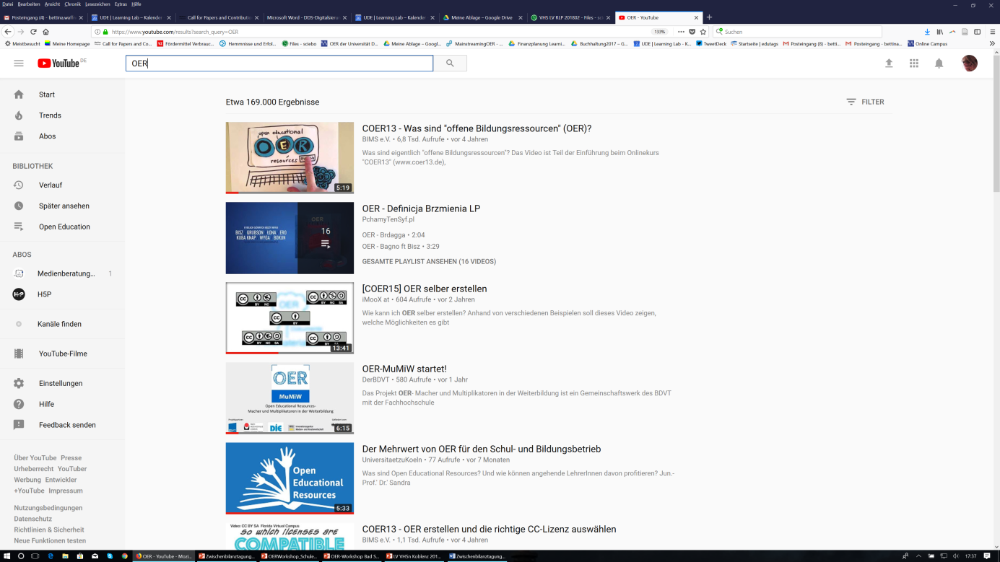 Datei Bearbeiten Ansicht Chronik Lesezeichen Extras Hilfe
Posteingang (4) - bettina.waffn
UDE | Learning Lab – Kalender
Call for Papers and Contributio
Microsoft Word - DDS-Digitalisierun
UDE | Learning Lab – Kalender
Meine Ablage – Google Drive
VHS LV RLP 201802 - Files - scie
OER - YouTube
https://www.youtube.com/results?search_query=OER
133%
Suchen
Meistbesucht Meine Homepage Call for Papers and Co... Fördermittel Verbrauc... Hemmnisse und Erfol... Files - sciebo OER der Universität D... Meine Ablage – Googl... MainstreamingOER - ... Finanzplanung Learni... Buchhaltung2017 – G... UDE | Learning Lab - K... TweetDeck Startseite | edutags Posteingang (8) - betti... Posteingang - bettina... Online Campus
YouTube DE
OER
Start
Trends
Abos
BIBLIOTHEK
Verlauf
Später ansehen
Open Education
ABOS
Medienberatung... 1
H5P
H5P
Kanäle finden
YouTube-Filme
Einstellungen
Hilfe
Feedback senden
Über YouTube Presse
Urheberrecht YouTuber
Werbung Entwickler
+YouTube Impressum
Nutzungsbedingungen
Datenschutz
Richtlinien & Sicherheit
Neue Funktionen testen
Etwa 169.000 Ergebnisse
FILTER
open educational
OER
resources
5:19
COER13 - Was sind "offene Bildungsressourcen" (OER)?
BIMS e.V. • 6,8 Tsd. Aufrufe • vor 4 Jahren
Was sind eigentlich "offene Bildungsressourcen"? Das Video ist Teil der Einführung beim Onlinekurs
"COER13" (www.coer13.de),
BISZ GRUBSON ŁONA ERO
KUBA KNAP WYGA BOKUN
OER
16
OER - Definicja Brzmienia LP
PchamyTenSyf.pl
OER - Brdagga • 2:04
OER - Bagno ft Bisz • 3:29
GESAMTE PLAYLIST ANSEHEN (16 VIDEOS)
cc BY NC SA
cc BY NC SA
cc BY
cc BY NC SA
cc BY SA
OER
13:41
[COER15] OER selber erstellen
iMooX at • 604 Aufrufe • vor 2 Jahren
Wie kann ich OER selber erstellen? Anhand von verschiedenen Beispielen soll dieses Video zeigen,
welche Möglichkeiten es gibt
OER
MuMiW
Open Educational Resources-
Macher und Multiplikatoren in der Weiterbildung
DIE
6:15
OER-MuMiW startet!
DerBDVT • 580 Aufrufe • vor 1 Jahr
Das Projekt OER- Macher und Multiplikatoren in der Weiterbildung ist ein Gemeinschaftswerk des BDVT
mit der Fachhochschule
Open
Educational
Resources
5:33
Der Mehrwert von OER für den Schul- und Bildungsbetrieb
UniversitaetzuKoeln • 77 Aufrufe • vor 7 Monaten
Was sind Open Educational Resources? Und wie können angehende LehrerInnen davon profitieren? Jun.-
Prof.' Dr.' Sandra
Video: CC BY SA Florida Virtual Campus
SO WHICH LICENSES ARE
COMPATIBLE
COER13 - OER erstellen und die richtige CC-Lizenz auswählen
BIMS e.V. • 1,1 Tsd. Aufrufe • vor 4 Jahren
OER - YouTube - Mozi...
Zwischenbilanztagung...
OERWorkshop_Schule...
OER-Workshop Bad S...
LV VHSn Koblenz 201...
Zwischenbilanztagung...
17:37